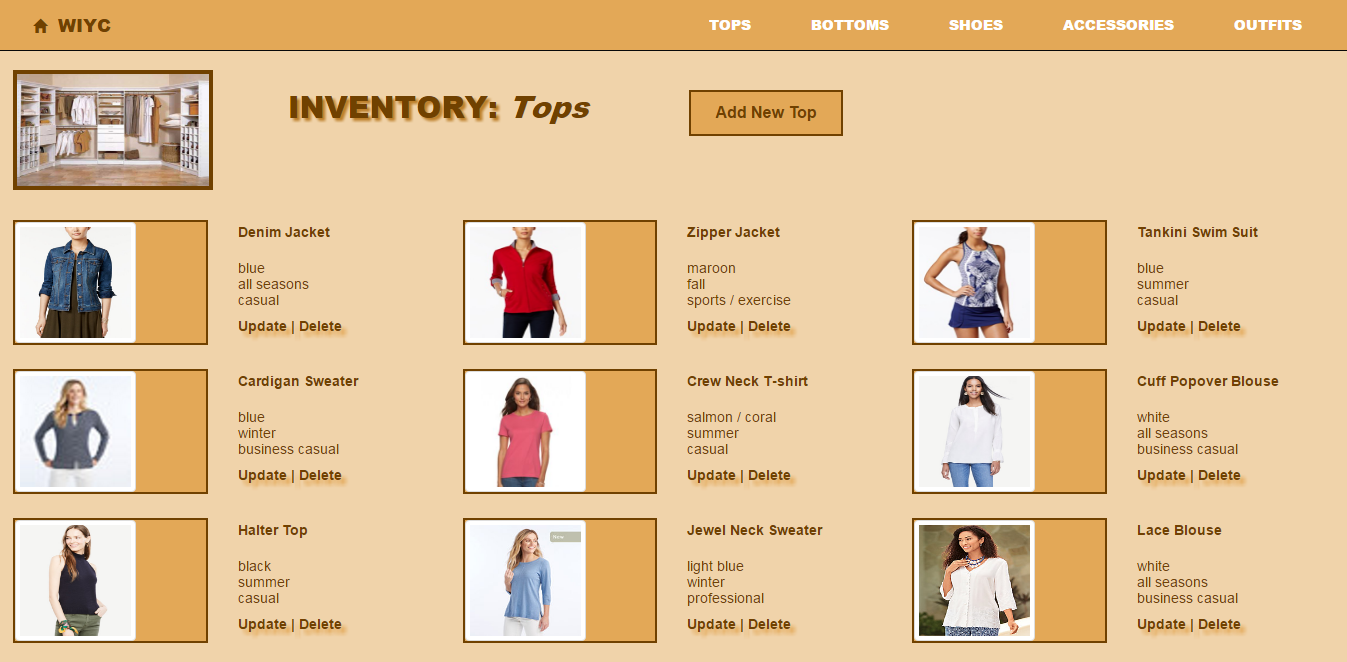 WIYC
TOPS BOTTOMS SHOES ACCESSORIES OUTFITS
INVENTORY: Tops
Add New Top
Denim Jacket
blue
all seasons
casual
Update | Delete
Zipper Jacket
maroon
fall
sports / exercise
Update | Delete
Tankini Swim Suit
blue
summer
casual
Update | Delete
Cardigan Sweater
blue
winter
business casual
Update | Delete
Crew Neck T-shirt
salmon / coral
summer
casual
Update | Delete
Cuff Popover Blouse
white
all seasons
business casual
Update | Delete
Halter Top
black
summer
casual
Update | Delete
New
Jewel Neck Sweater
light blue
winter
professional
Update | Delete
Lace Blouse
white
all seasons
business casual
Update | Delete